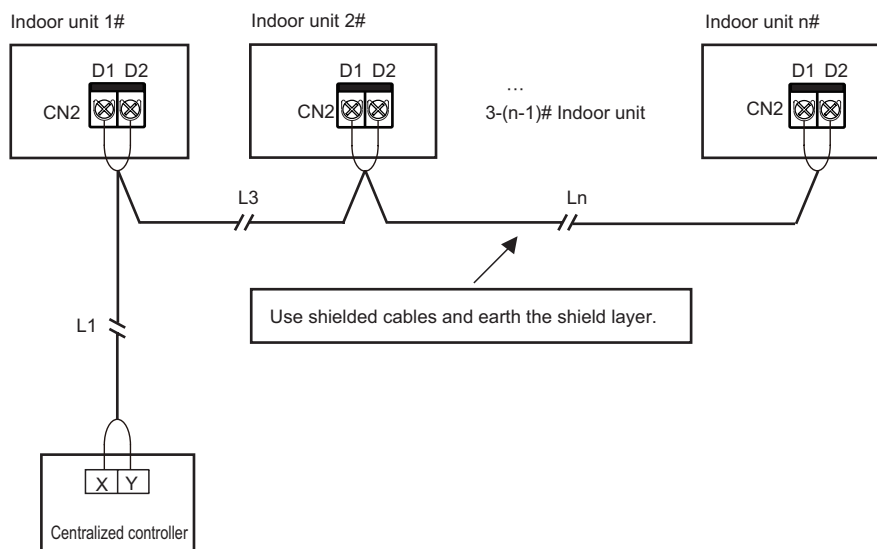 Indoor unit 1#
Indoor unit 2#
Indoor unit n#
D1 D2
D1 D2
D1 D2
CN2
CN2
CN2
...
3-(n-1)# Indoor unit
L3
Ln
Use shielded cables and earth the shield layer.
L1
X Y
Centralized controller